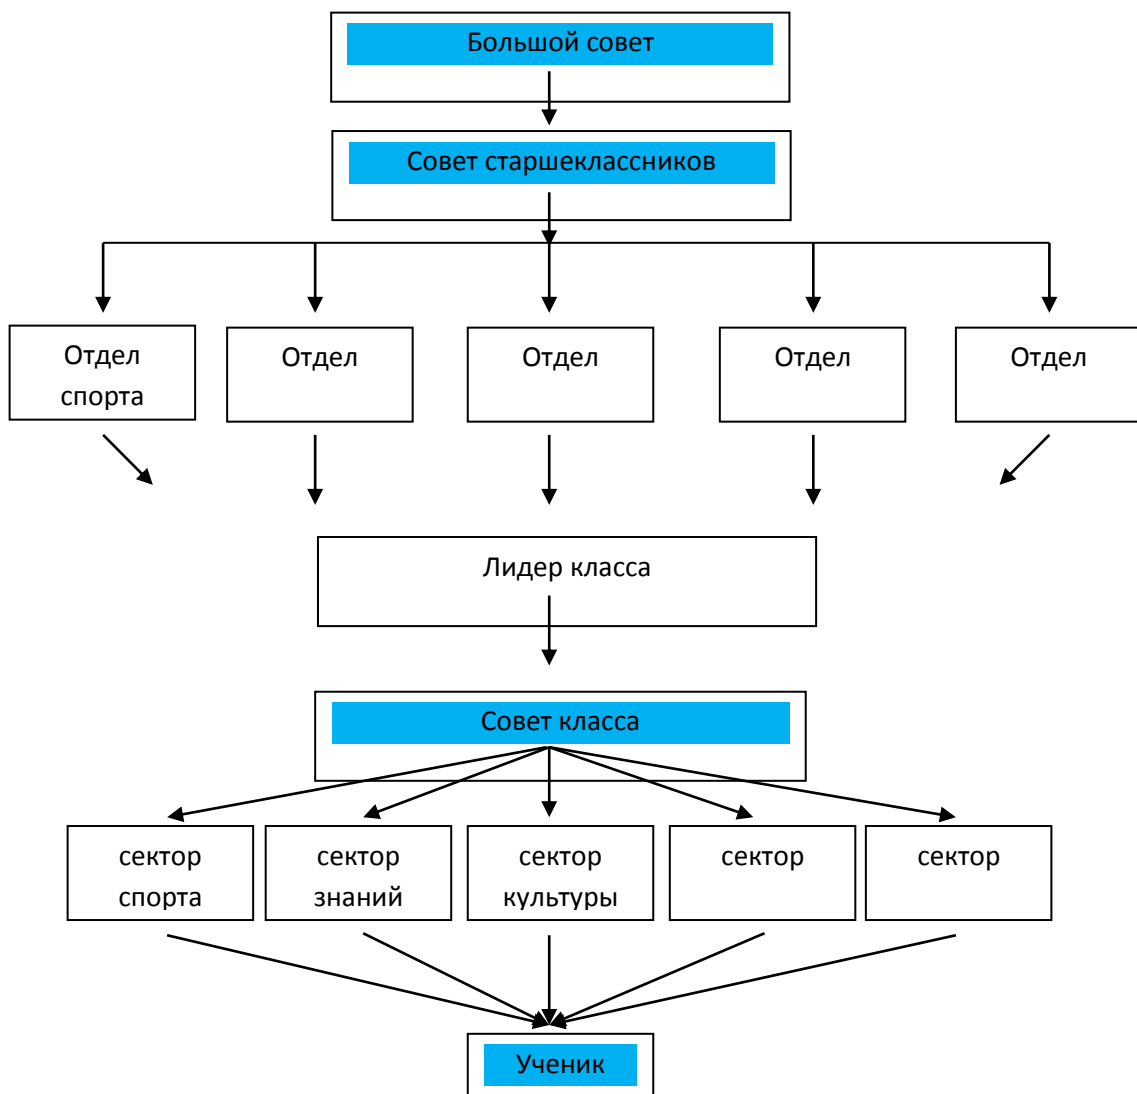 Большой совет
Совет старшеклассников
Отдел
спорта
Отдел
Отдел
Отдел
Отдел
Лидер класса
Совет класса
сектор
спорта
сектор
знаний
сектор
культуры
сектор
сектор
Ученик